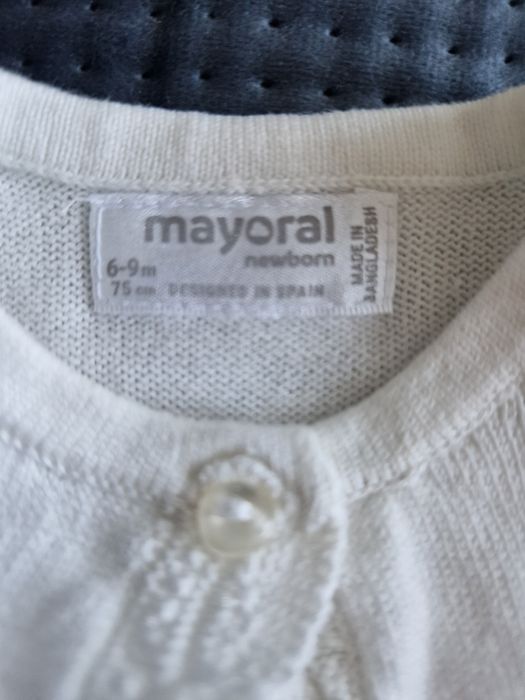 mayoral
newborn
6-9m
75 cm
DESIGNED IN SPAIN
MADE IN
BANGLADESH